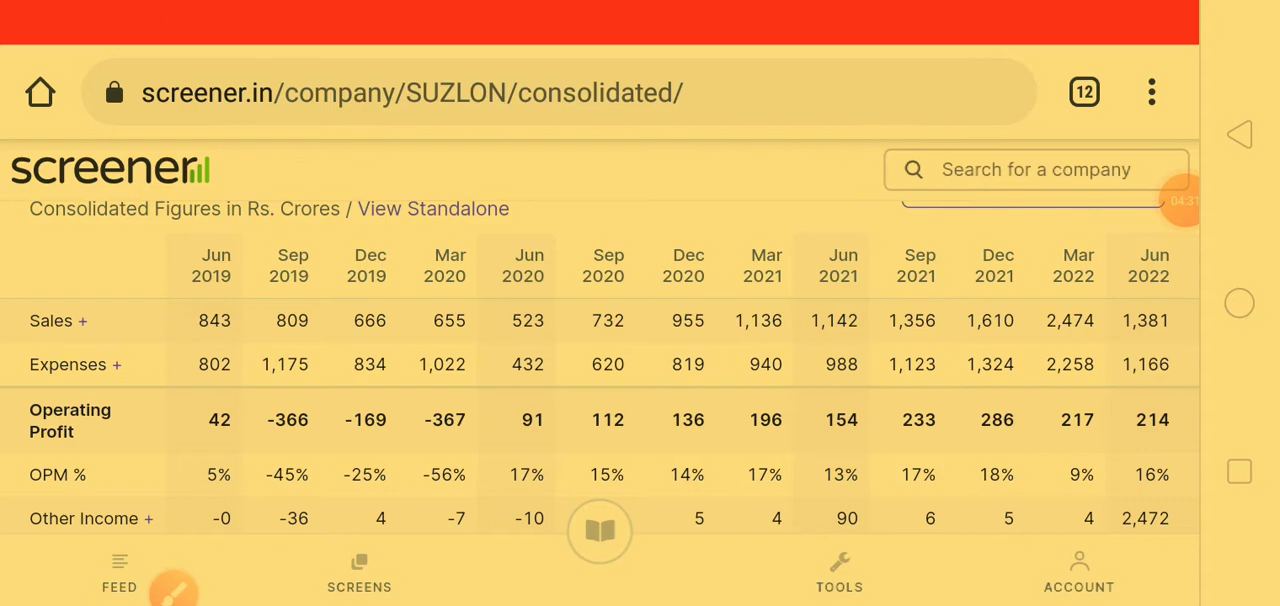 screener.in/company/SUZLON/consolidated/ 12
screener Search for a company
04:31
Consolidated Figures in Rs. Crores / View Standalone
Jun Sep Dec Mar Jun Sep Dec Mar Jun Sep Dec Mar Jun
2019 2019 2019 2020 2020 2020 2020 2021 2021 2021 2021 2022 2022
Sales + 843 809 666 655 523 732 955 1,136 1,142 1,356 1,610 2,474 1,381
Expenses + 802 1,175 834 1,022 432 620 819 940 988 1,123 1,324 2,258 1,166
Operating
Profit 42 -366 -169 -367 91 112 136 196 154 233 286 217 214
OPM % 5% -45% -25% -56% 17% 15% 14% 17% 13% 17% 18% 9% 16%
Other Income + -0 -36 4 -7 -10 5 4 90 6 5 4 2,472
FEED SCREENS TOOLS ACCOUNT